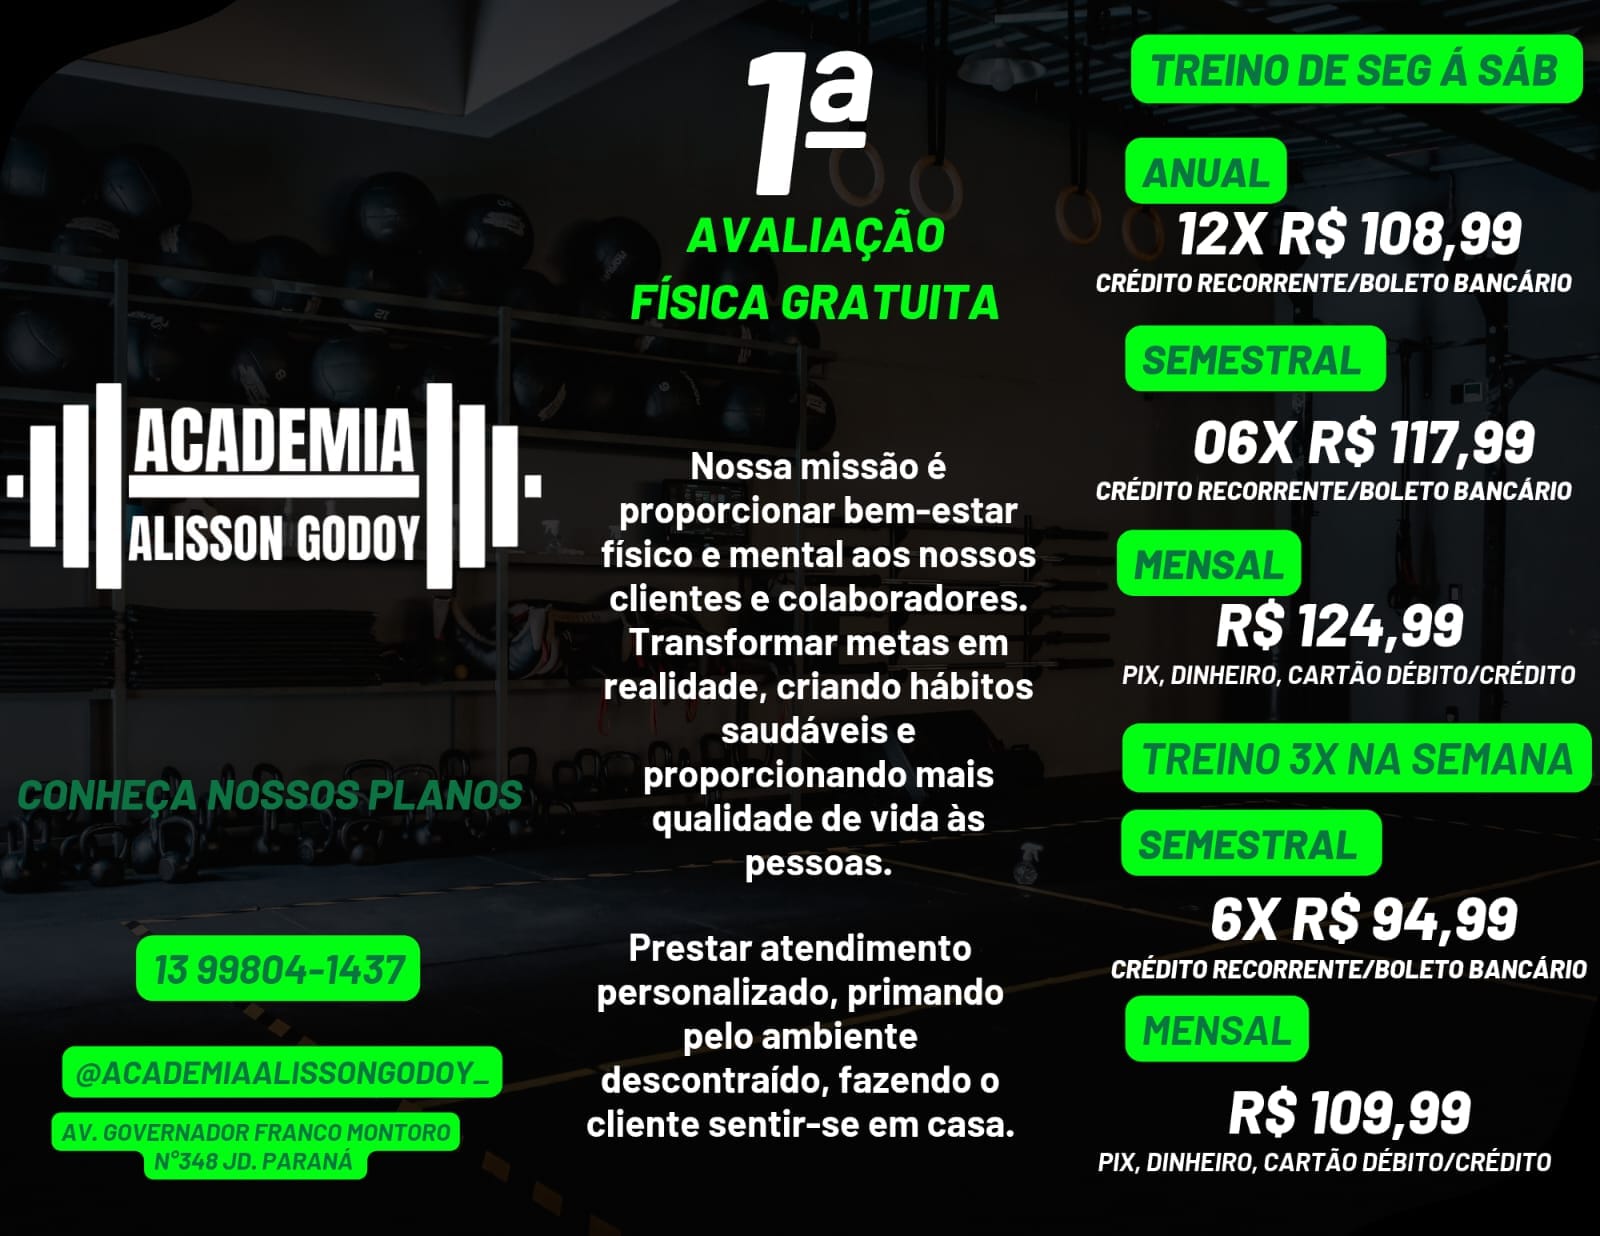 ACADEMIA
ALISSON GODOY
CONHEÇA NOSSOS PLANOS
13 99804-1437
@ACADEMIAALISSONGODOY_
AV. GOVERNADOR FRANCO MONTORO
N°348 JD. PARANÁ
1ª
AVALIAÇÃO
FÍSICA GRATUITA
Nossa missão é
proporcionar bem-estar
físico e mental aos nossos
clientes e colaboradores.
Transformar metas em
realidade, criando hábitos
saudáveis e
proporcionando mais
qualidade de vida às
pessoas.
Prestar atendimento
personalizado, primando
pelo ambiente
descontraído, fazendo o
cliente sentir-se em casa.
TREINO DE SEG Á SÁB
ANUAL
12X R$ 108,99
CRÉDITO RECORRENTE/BOLETO BANCÁRIO
SEMESTRAL
06X R$ 117,99
CRÉDITO RECORRENTE/BOLETO BANCÁRIO
MENSAL
R$ 124,99
PIX, DINHEIRO, CARTÃO DÉBITO/CRÉDITO
TREINO 3X NA SEMANA
SEMESTRAL
6X R$ 94,99
CRÉDITO RECORRENTE/BOLETO BANCÁRIO
MENSAL
R$ 109,99
PIX, DINHEIRO, CARTÃO DÉBITO/CRÉDITO